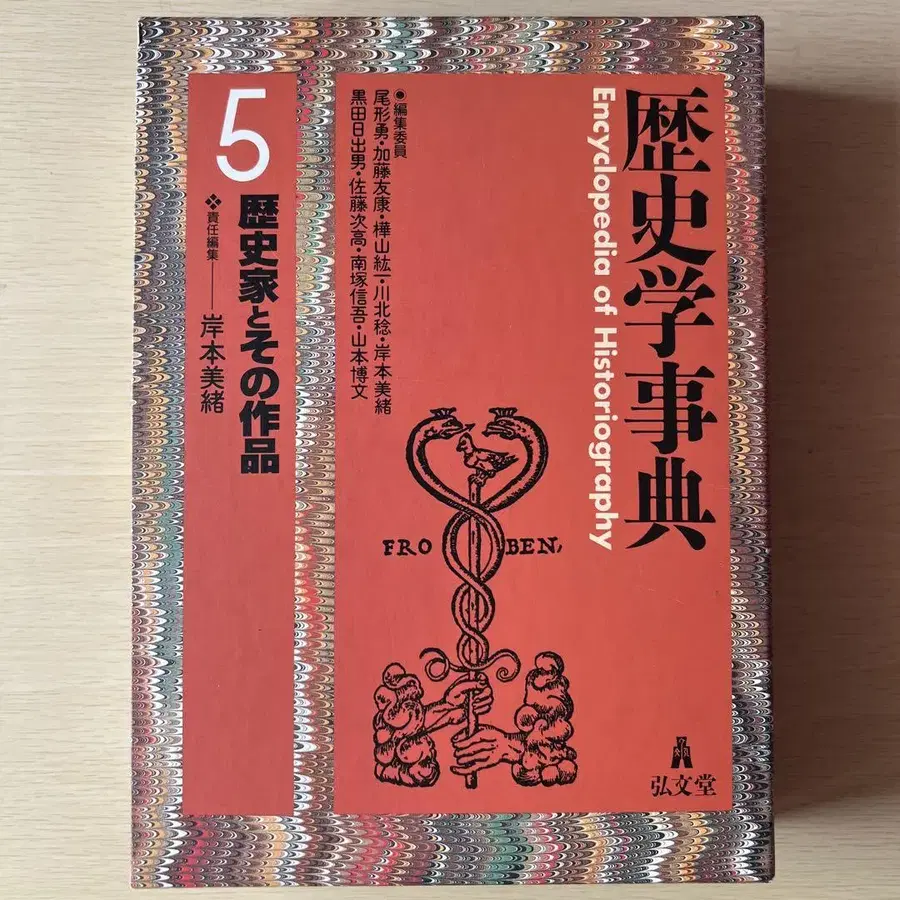 歴史学事典
Encyclopedia of Historiography
●編集委員
尾形勇・加藤友康・樺山紘一・川北稔・岸本美緒
黒田日出男・佐藤次高・南塚信吾・山本博文
5
歴史家とその作品
❖責任編集――岸本美緒
FRO BEN,
弘文堂